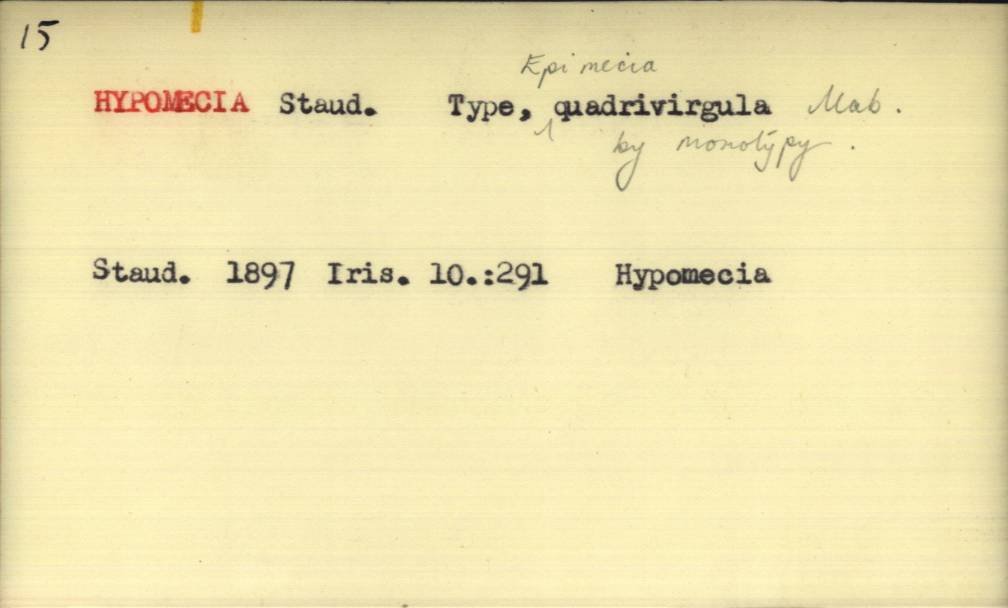 15
Epimecia
HYPOMECIA Staud. Type, ^ quadrivirgula Mab.
by monotypy.
Staud. 1897 Iris. 10.:291 Hypomecia